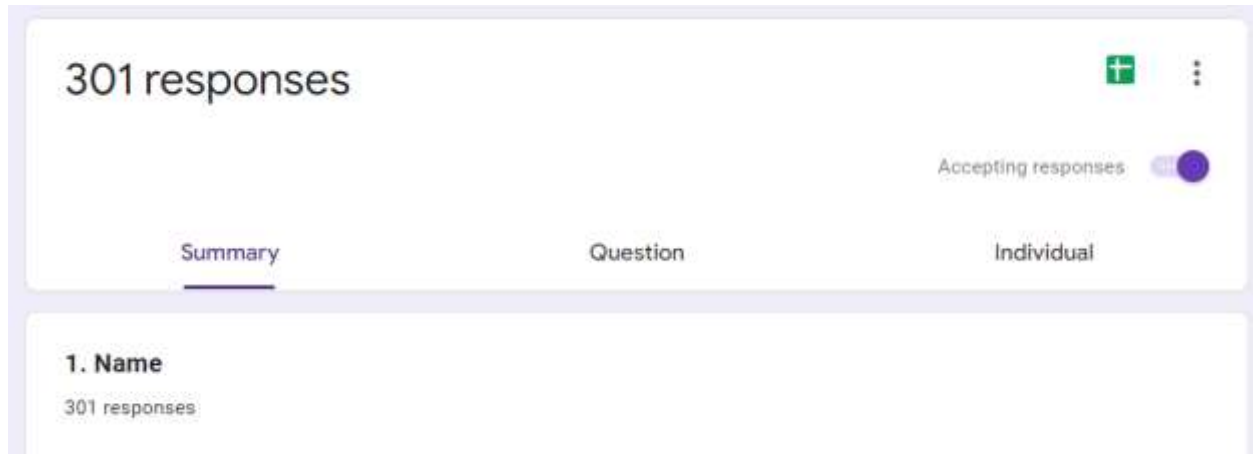 301 responses
Accepting responses
Summary Question Individual
1. Name
301 responses